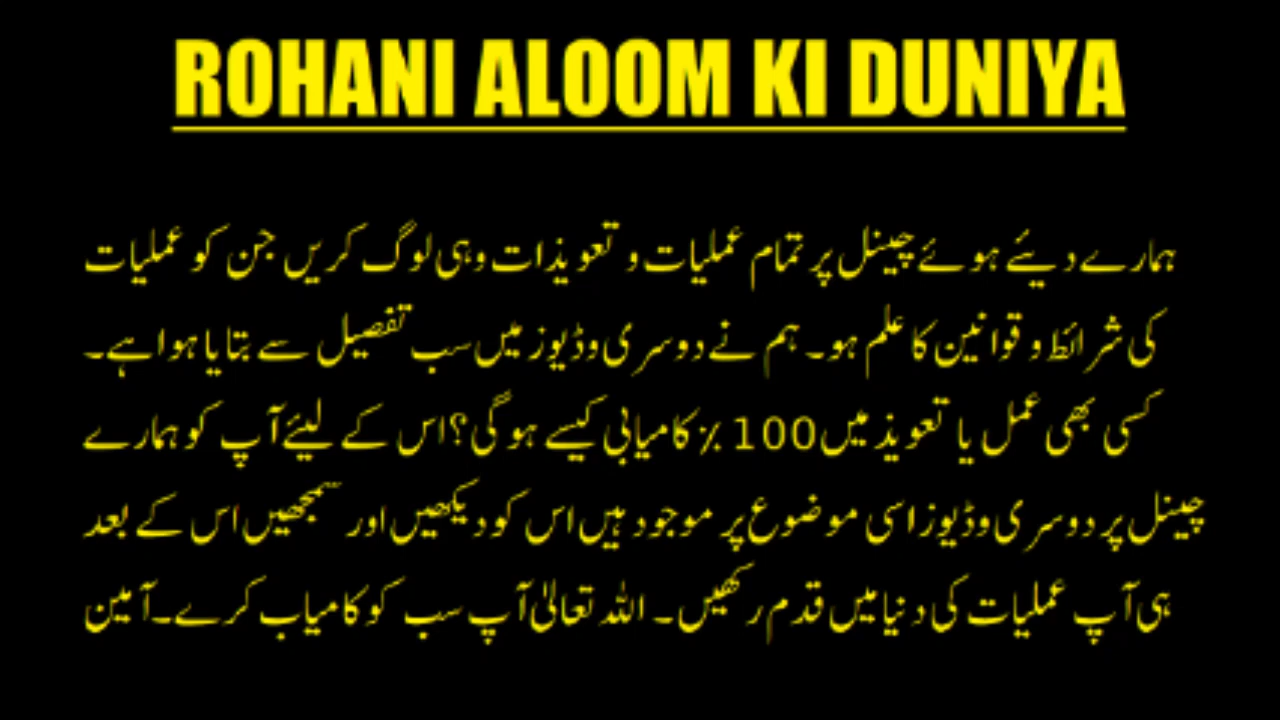 ROHANI ALOOM KI DUNIYA
ہمارے دیئے ہوئے چینل پر تمام عملیات و تعویذات وہی لوگ کریں جن کو عملیات
کی شرائط و قوانین کا علم ہو۔ ہم نے دوسری وڈیوز میں سب تفصیل سے بتایا ہوا ہے۔
کسی بھی عمل یا تعویذ میں 100 ٪ کامیابی کیسے ہو گی؟ اس کے لیئے آپ کو ہمارے
چینل پر دوسری وڈیوز اسی موضوع پر موجود ہیں اس کو دیکھیں اور سمجھیں اس کے بعد
ہی آپ عملیات کی دنیا میں قدم رکھیں۔ اللہ تعالیٰ آپ سب کو کامیاب کرے۔ آمین